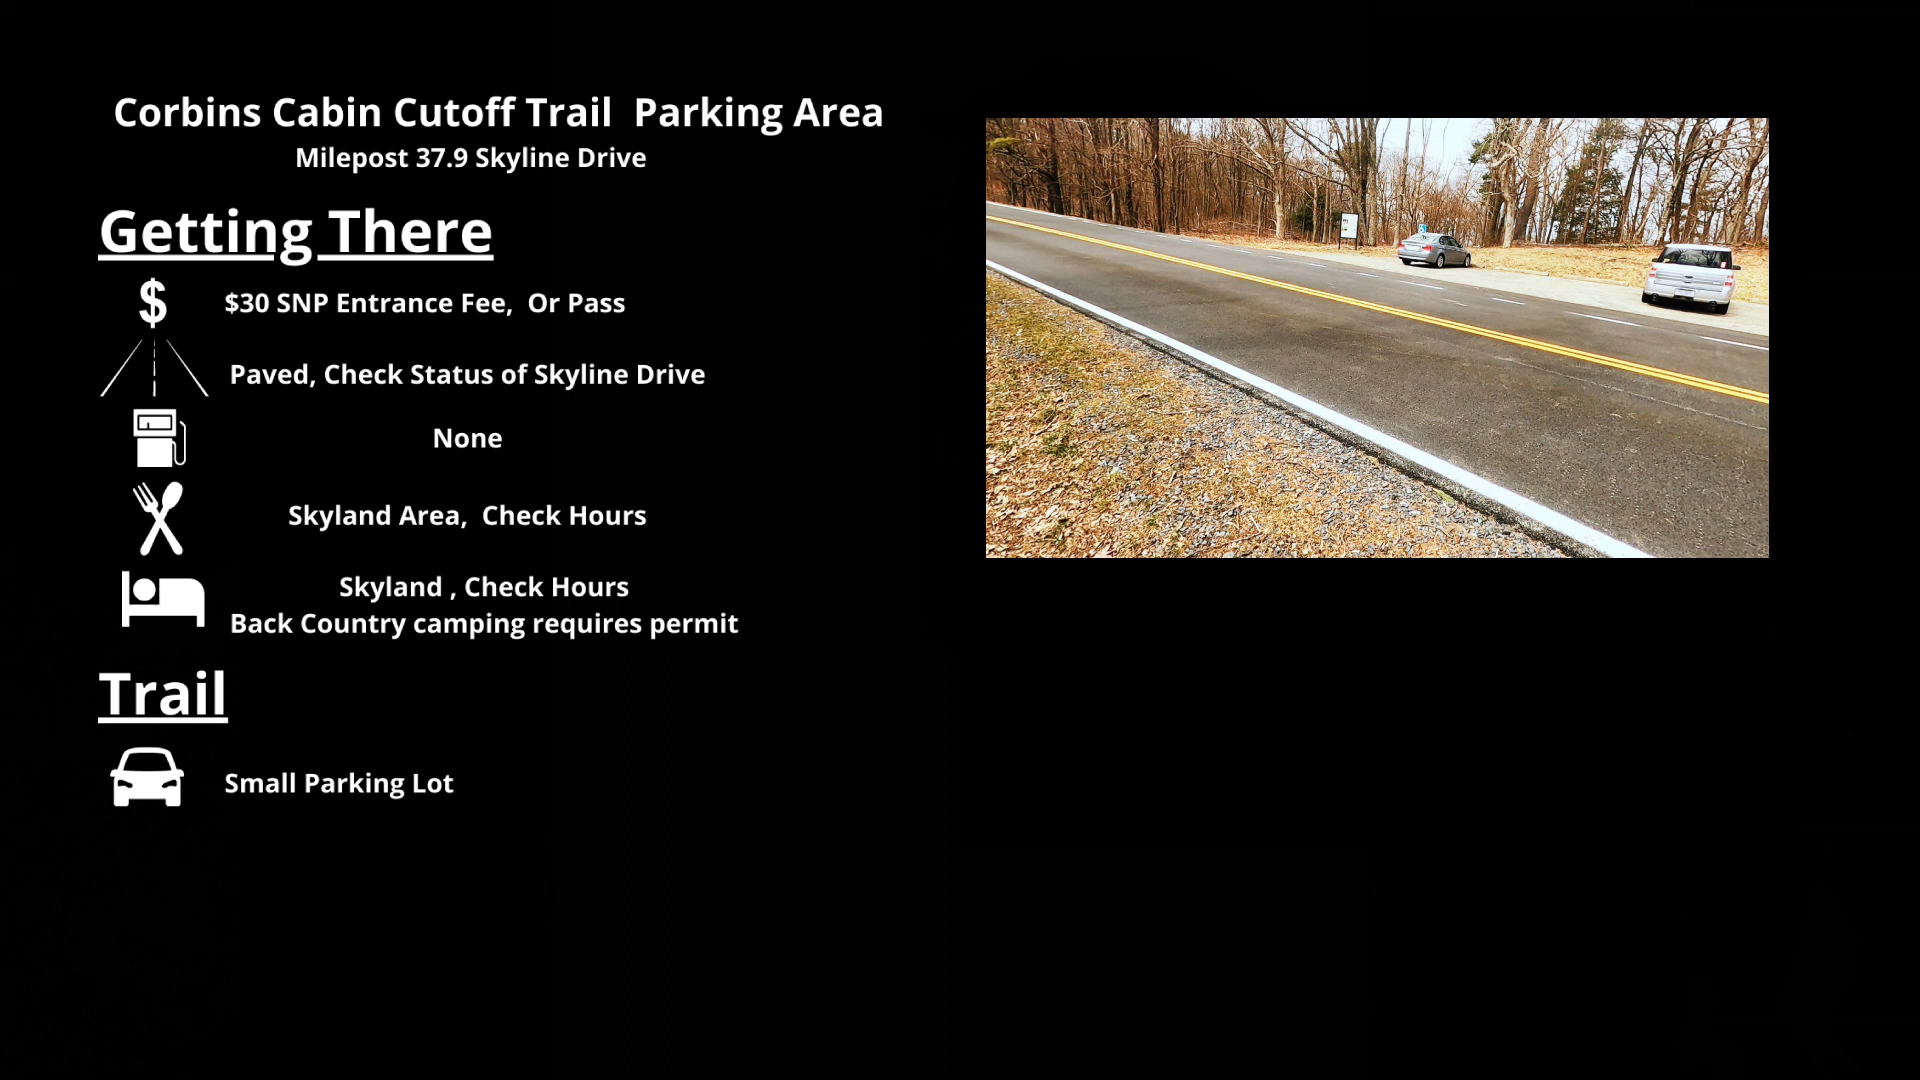 Corbins Cabin Cutoff Trail  Parking Area
Milepost 37.9 Skyline Drive
Getting There
$
$30 SNP Entrance Fee,  Or Pass
Paved, Check Status of Skyline Drive
None
Skyland Area,  Check Hours
Skyland , Check Hours
Back Country camping requires permit
Trail
Small Parking Lot